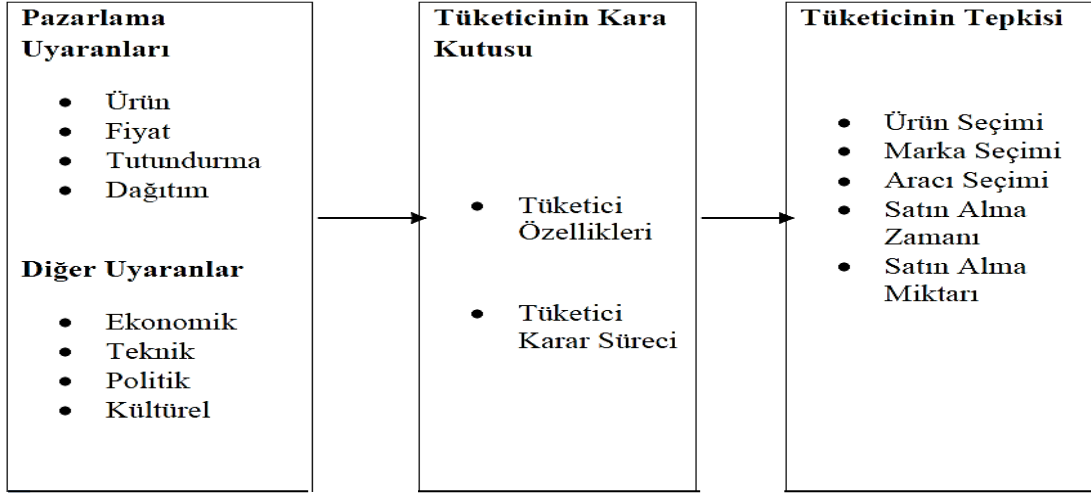 Pazarlama
Uyaranları
• Ürün
• Fiyat
• Tutundurma
• Dağıtım
Diğer Uyaranlar
• Ekonomik
• Teknik
• Politik
• Kültürel
Tüketicinin Kara
Kutusu
• Tüketici
Özellikleri
• Tüketici
Karar Süreci
Tüketicinin Tepkisi
• Ürün Seçimi
• Marka Seçimi
• Aracı Seçimi
• Satın Alma
Zamanı
• Satın Alma
Miktarı